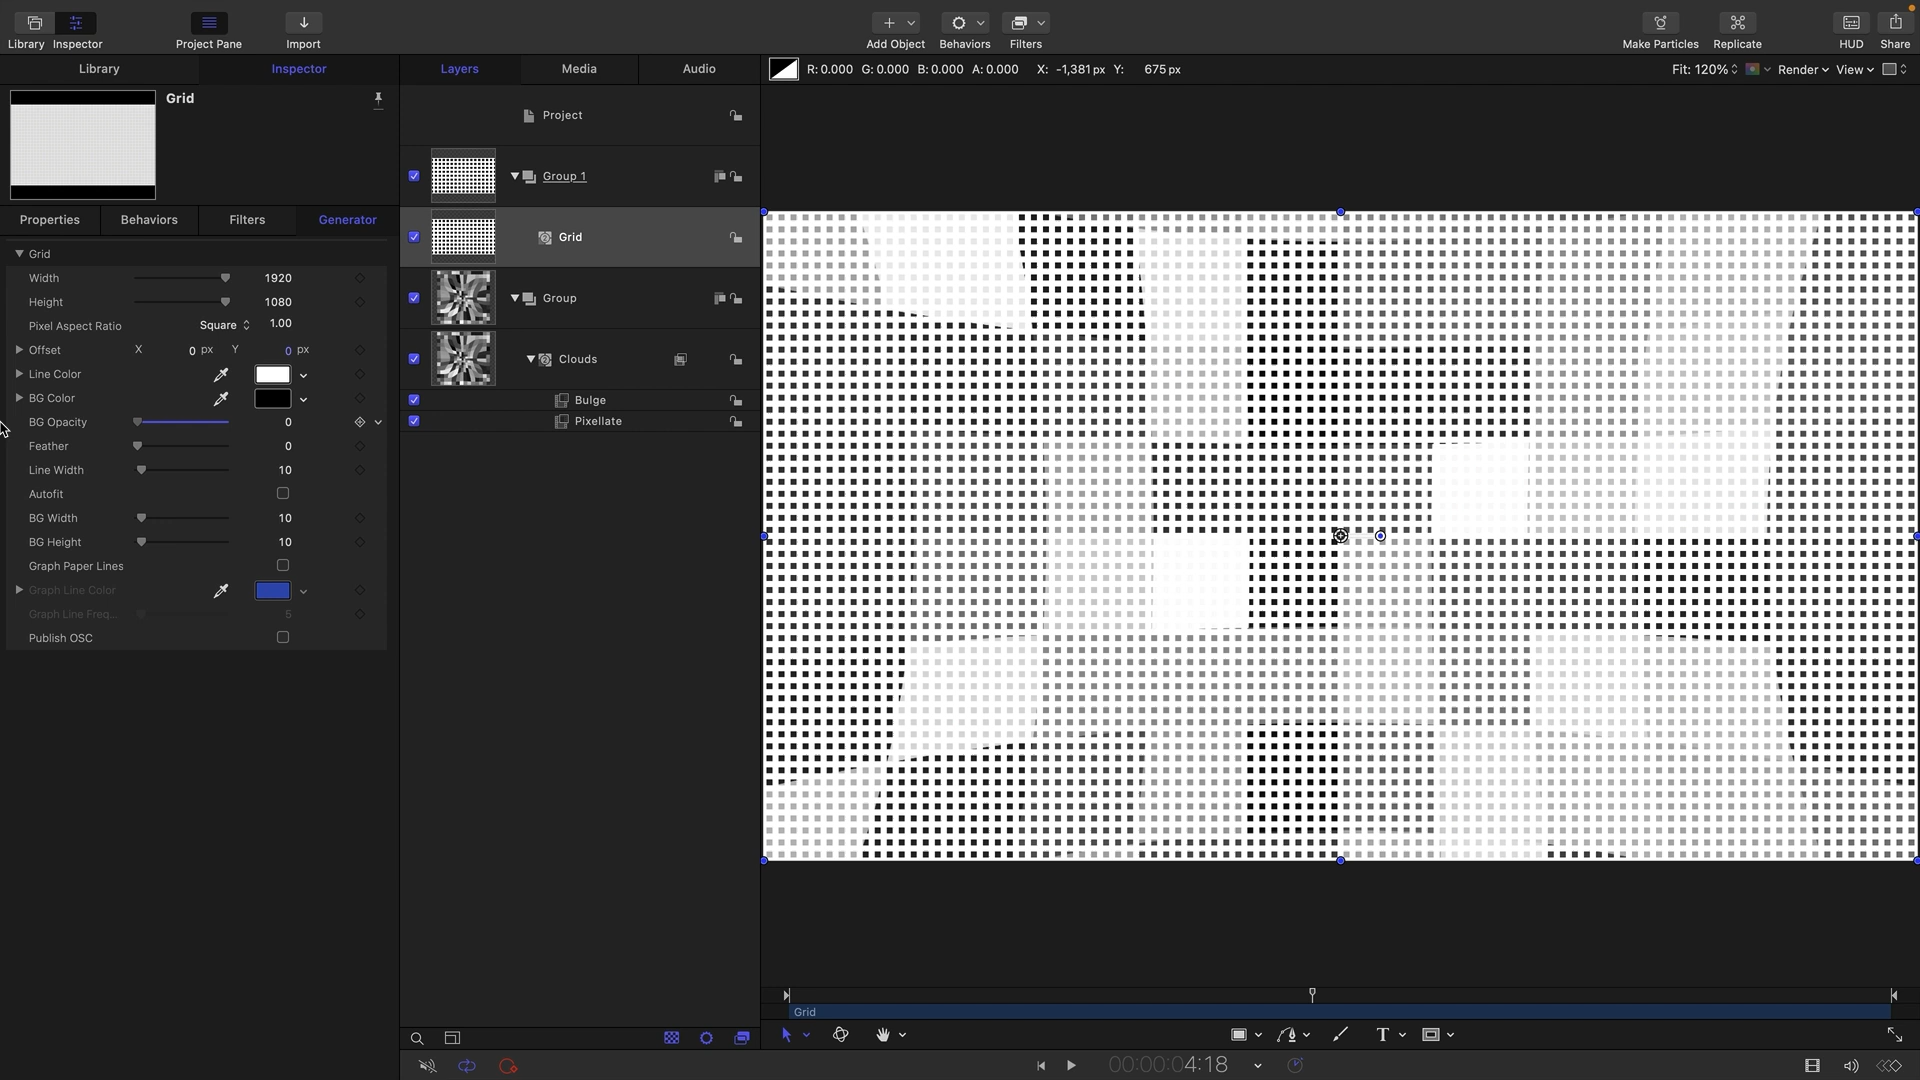 Library Inspector Project Pane Import Add Object Behaviors Filters Make Particles Replicate HUD Share
Library Inspector Layers Media Audio R: 0.000 G: 0.000 B: 0.000 A: 0.000 X: -1,381 px Y: 675 px Fit: 120% Render View
Grid
Project
Group 1
Properties Behaviors Filters Generator
Grid
Grid
Width 1920
Height 1080
Group
Pixel Aspect Ratio Square 1.00
Offset X 0 px Y 0 px
Clouds
Line Color
BG Color
Bulge
BG Opacity 0
Pixellate
Feather 0
Line Width 10
Autofit
BG Width 10
BG Height 10
Graph Paper Lines
Graph Line Color
Graph Line Freq... 5
Publish OSC
Grid
T
00:00:04:18